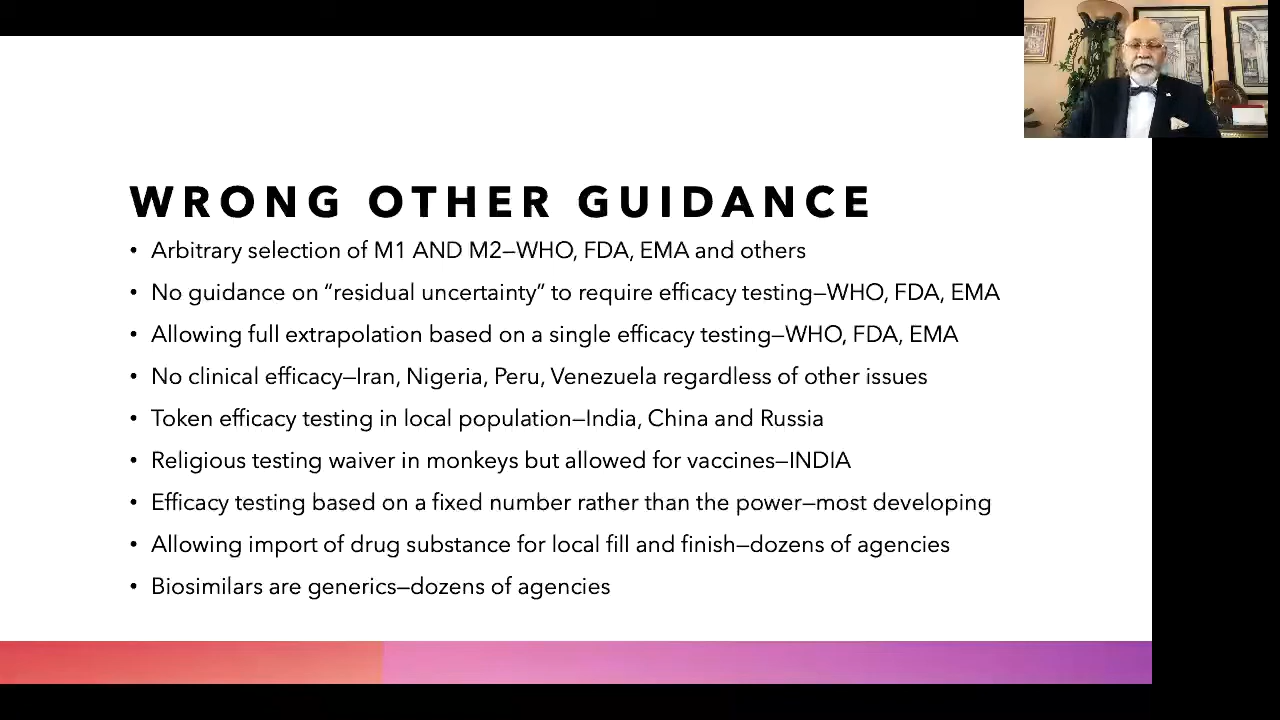 WRONG OTHER GUIDANCE
• Arbitrary selection of M1 AND M2—WHO, FDA, EMA and others
• No guidance on “residual uncertainty” to require efficacy testing—WHO, FDA, EMA
• Allowing full extrapolation based on a single efficacy testing—WHO, FDA, EMA
• No clinical efficacy—Iran, Nigeria, Peru, Venezuela regardless of other issues
• Token efficacy testing in local population—India, China and Russia
• Religious testing waiver in monkeys but allowed for vaccines—INDIA
• Efficacy testing based on a fixed number rather than the power—most developing
• Allowing import of drug substance for local fill and finish—dozens of agencies
• Biosimilars are generics—dozens of agencies